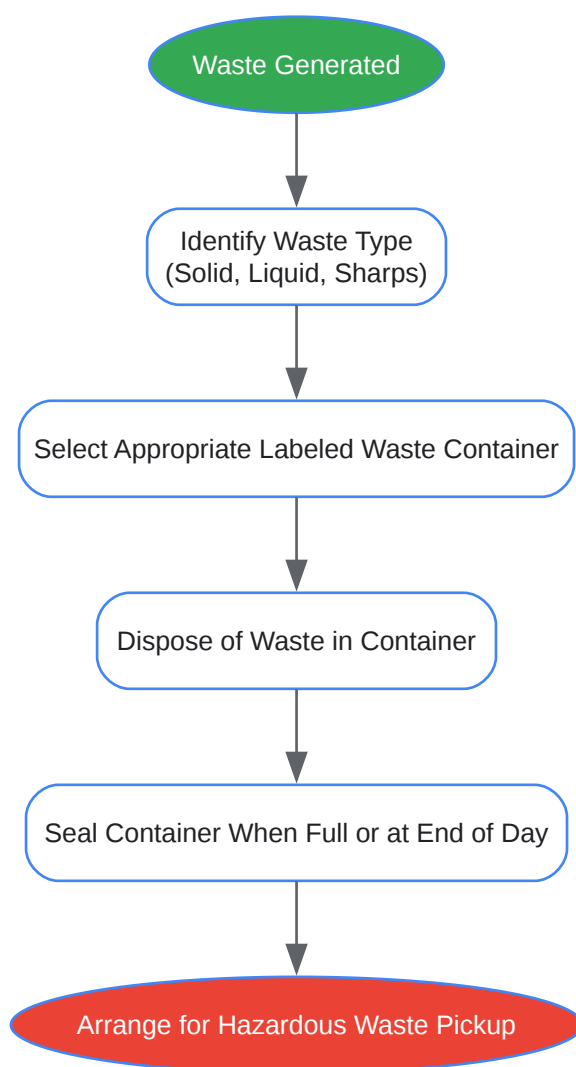 Waste Generated
Identify Waste Type
(Solid, Liquid, Sharps)
Select Appropriate Labeled Waste Container
Dispose of Waste in Container
Seal Container When Full or at End of Day
Arrange for Hazardous Waste Pickup